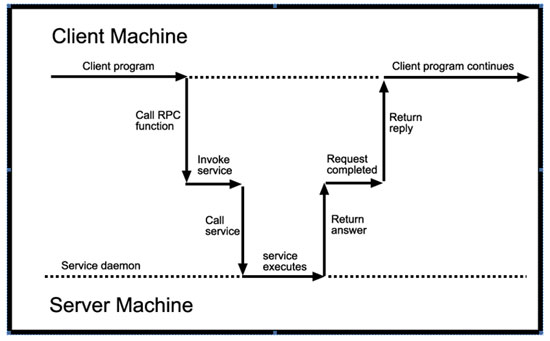 Client Machine
Client program
Client program continues
Call RPC
function
Return
reply
Invoke
service
Request
completed
Call
service
Return
answer
Service daemon
service
executes
Server Machine